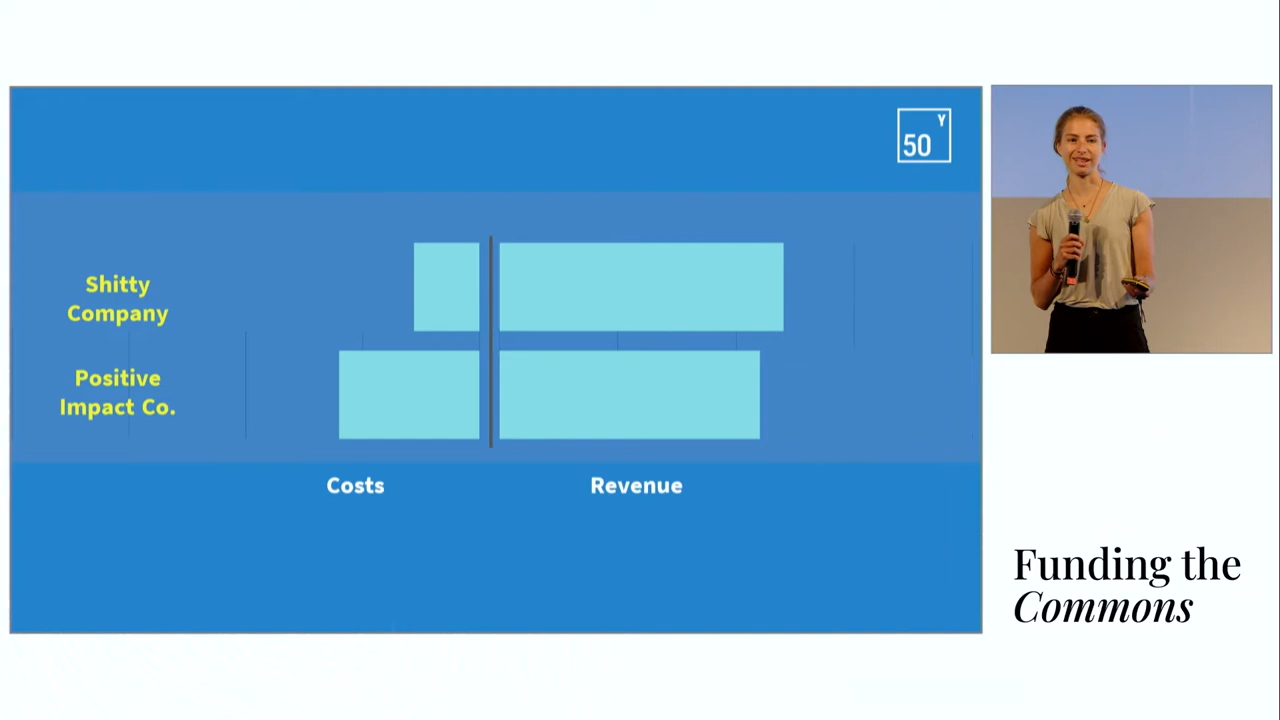 Y
50
Shitty
Company
Positive
Impact Co.
Costs
Revenue
Funding the
Commons